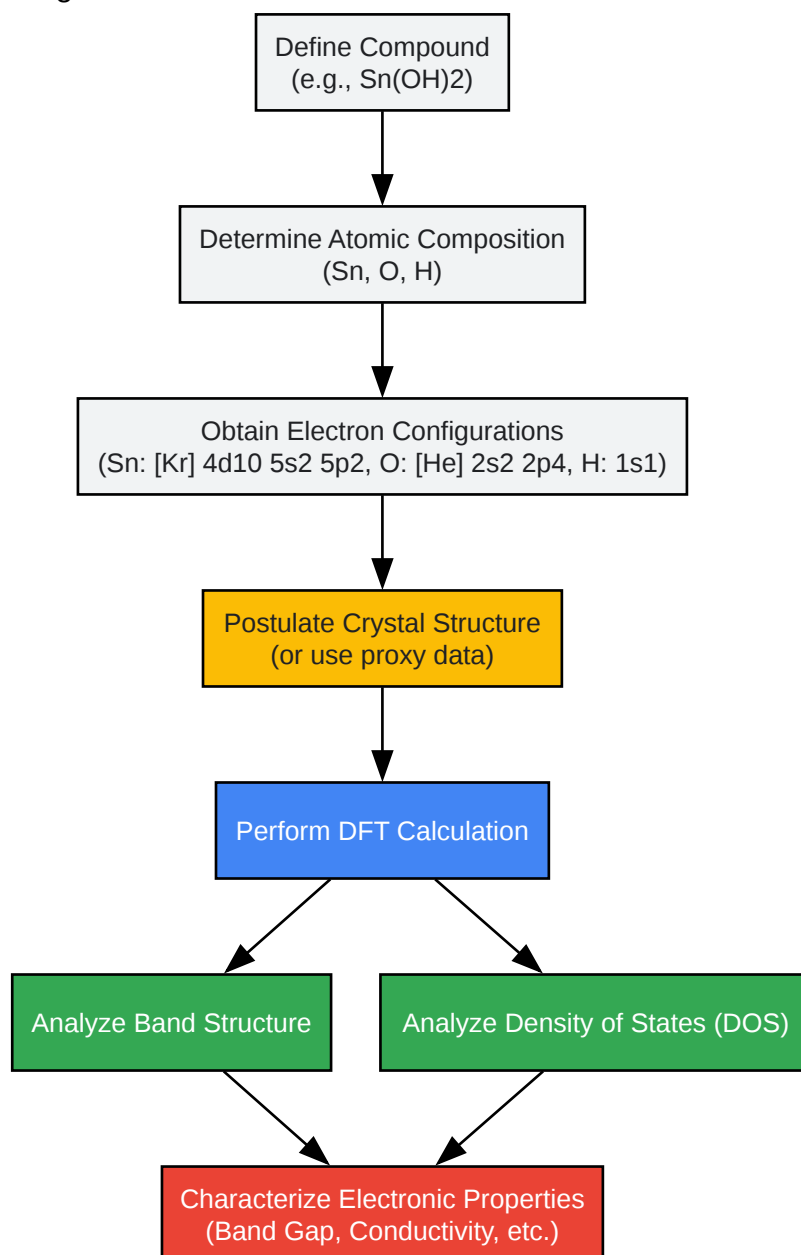 Define Compound
(e.g., Sn(OH)2)
Determine Atomic Composition
(Sn, O, H)
Obtain Electron Configurations
(Sn: [Kr] 4d10 5s2 5p2, O: [He] 2s2 2p4, H: 1s1)
Postulate Crystal Structure
(or use proxy data)
Perform DFT Calculation
Analyze Band Structure
Analyze Density of States (DOS)
Characterize Electronic Properties
(Band Gap, Conductivity, etc.)